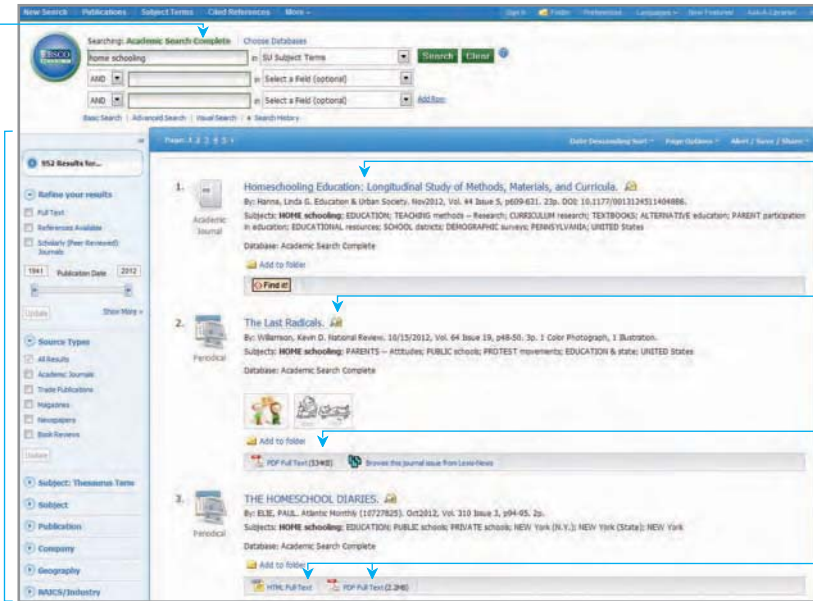 New Search Publications Subject Terms Cited References More
Sign In Folder Preferences Languages New Features! Ask-A-Librarian
Searching: Academic Search Complete Choose Databases
EBSCO
home schooling in SU Subject Terms Search Clear
AND in Select a Field (optional)
AND in Select a Field (optional) Add Row
Basic Search | Advanced Search | Visual Search | Search History
Page: 1 2 3 4 5 Date Descending Sort Page Options Alert / Save / Share
952 Results for...
Refine your results
Full Text
References Available
Scholarly (Peer Reviewed) Journals
1941 Publication Date 2012
Update Show More »
Source Types
All Results
Academic Journals
Trade Publications
Magazines
Newspapers
Book Reviews
Update
Subject: Thesaurus Term
Subject
Publication
Company
Geography
NAICS/Industry
1. Homeschooling Education: Longitudinal Study of Methods, Materials, and Curricula.
Academic Journal
By: Hanna, Linda G. Education & Urban Society. Nov2012, Vol. 44 Issue 5, p609-631. 23p. DOI: 10.1177/0013124511404886.
Subjects: HOME schooling; EDUCATION; TEACHING methods -- Research; CURRICULUM research; TEXTBOOKS; ALTERNATIVE education; PARENT participation
in education; EDUCATIONAL resources; SCHOOL districts; DEMOGRAPHIC surveys; PENNSYLVANIA; UNITED States
Database: Academic Search Complete
Add to folder
Find it!
2. The Last Radicals.
Periodical
By: Williamson, Kevin D. National Review. 10/15/2012, Vol. 64 Issue 19, p48-50. 3p. 1 Color Photograph, 1 Illustration.
Subjects: HOME schooling; PARENTS -- Attitudes; PUBLIC schools; PROTEST movements; EDUCATION & state; UNITED States
Database: Academic Search Complete
Add to folder
PDF Full Text Browse this journal issue from Lexis-Nexis
3. THE HOMESCHOOL DIARIES.
Periodical
By: ELIE, PAUL. Atlantic Monthly (10727825). Oct2012, Vol. 310 Issue 3, p94-95. 2p.
Subjects: HOME schooling; EDUCATION; PUBLIC schools; PRIVATE schools; NEW York (N.Y.); NEW York (State); NEW York
Database: Academic Search Complete
Add to folder
HTML Full Text PDF Full Text (2.2MB)